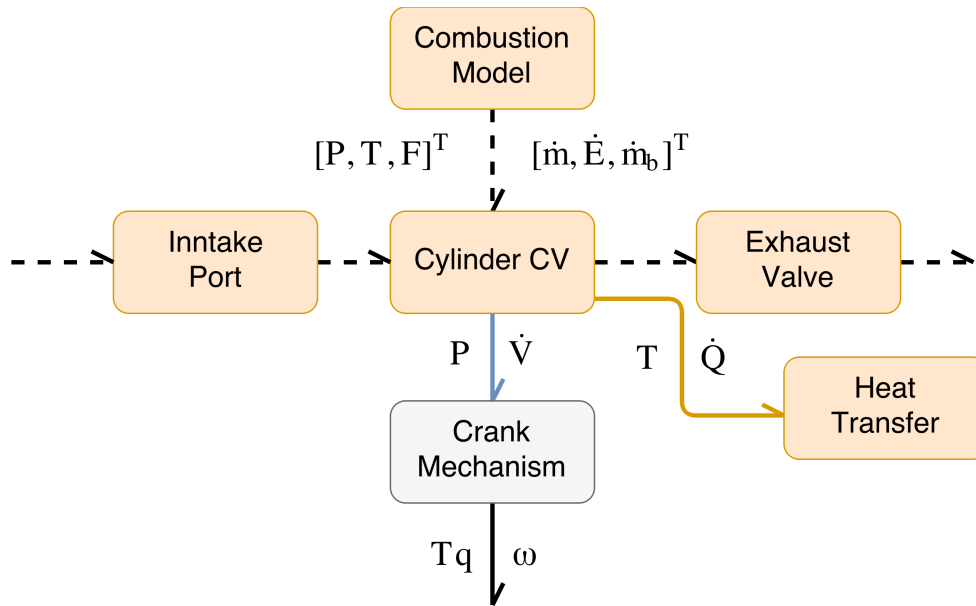 Combustion
Model
[P, T, F]ᵀ
[ṁ, Ė, ṁ_b]ᵀ
Inntake
Port
Cylinder CV
Exhaust
Valve
P
V̇
T
Q̇
Heat
Transfer
Crank
Mechanism
Tq
ω